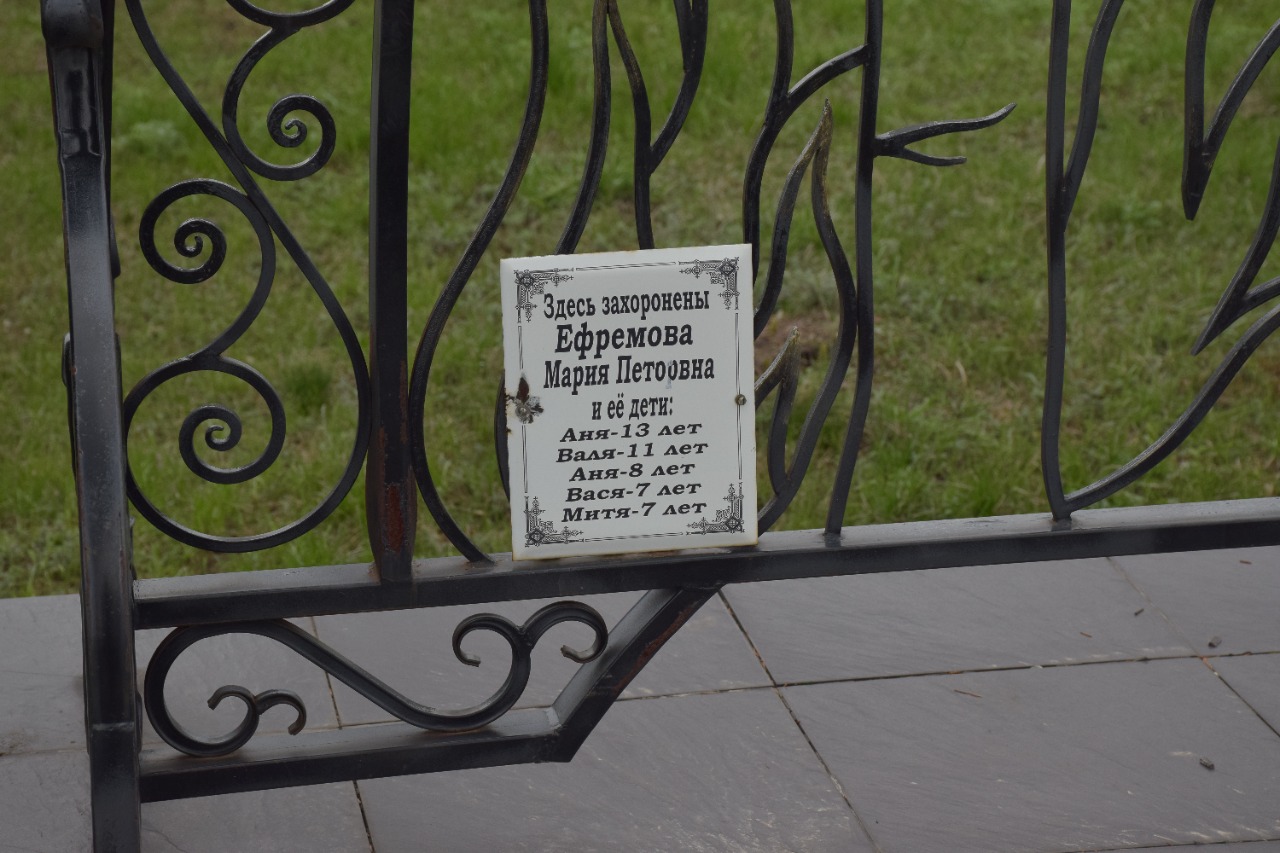 Здесь захоронены
Ефремова
Мария Петровна
и её дети:
Аня-13 лет
Валя-11 лет
Аня-8 лет
Вася-7 лет
Митя-7 лет